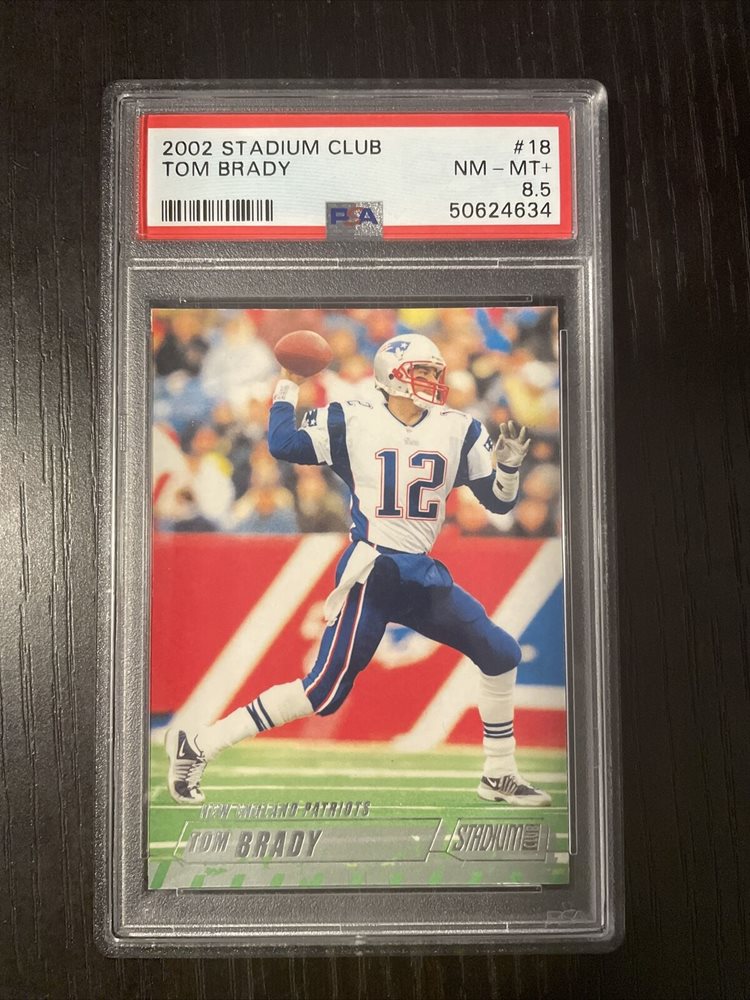 2002 STADIUM CLUB #18
TOM BRADY NM - MT+
8.5
PSA 50624634
12
NEW ENGLAND PATRIOTS
TOM BRADY STADIUM CLUB
PSA